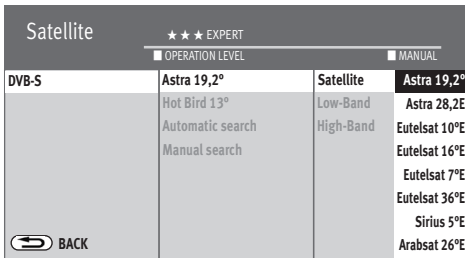 Satellite
★ ★ ★ EXPERT
OPERATION LEVEL MANUAL
DVB-S Astra 19,2° Satellite Astra 19,2°
Hot Bird 13° Low-Band Astra 28,2E
Automatic search High-Band Eutelsat 10°E
Manual search Eutelsat 16°E
Eutelsat 7°E
Eutelsat 36°E
Sirius 5°E
BACK Arabsat 26°E